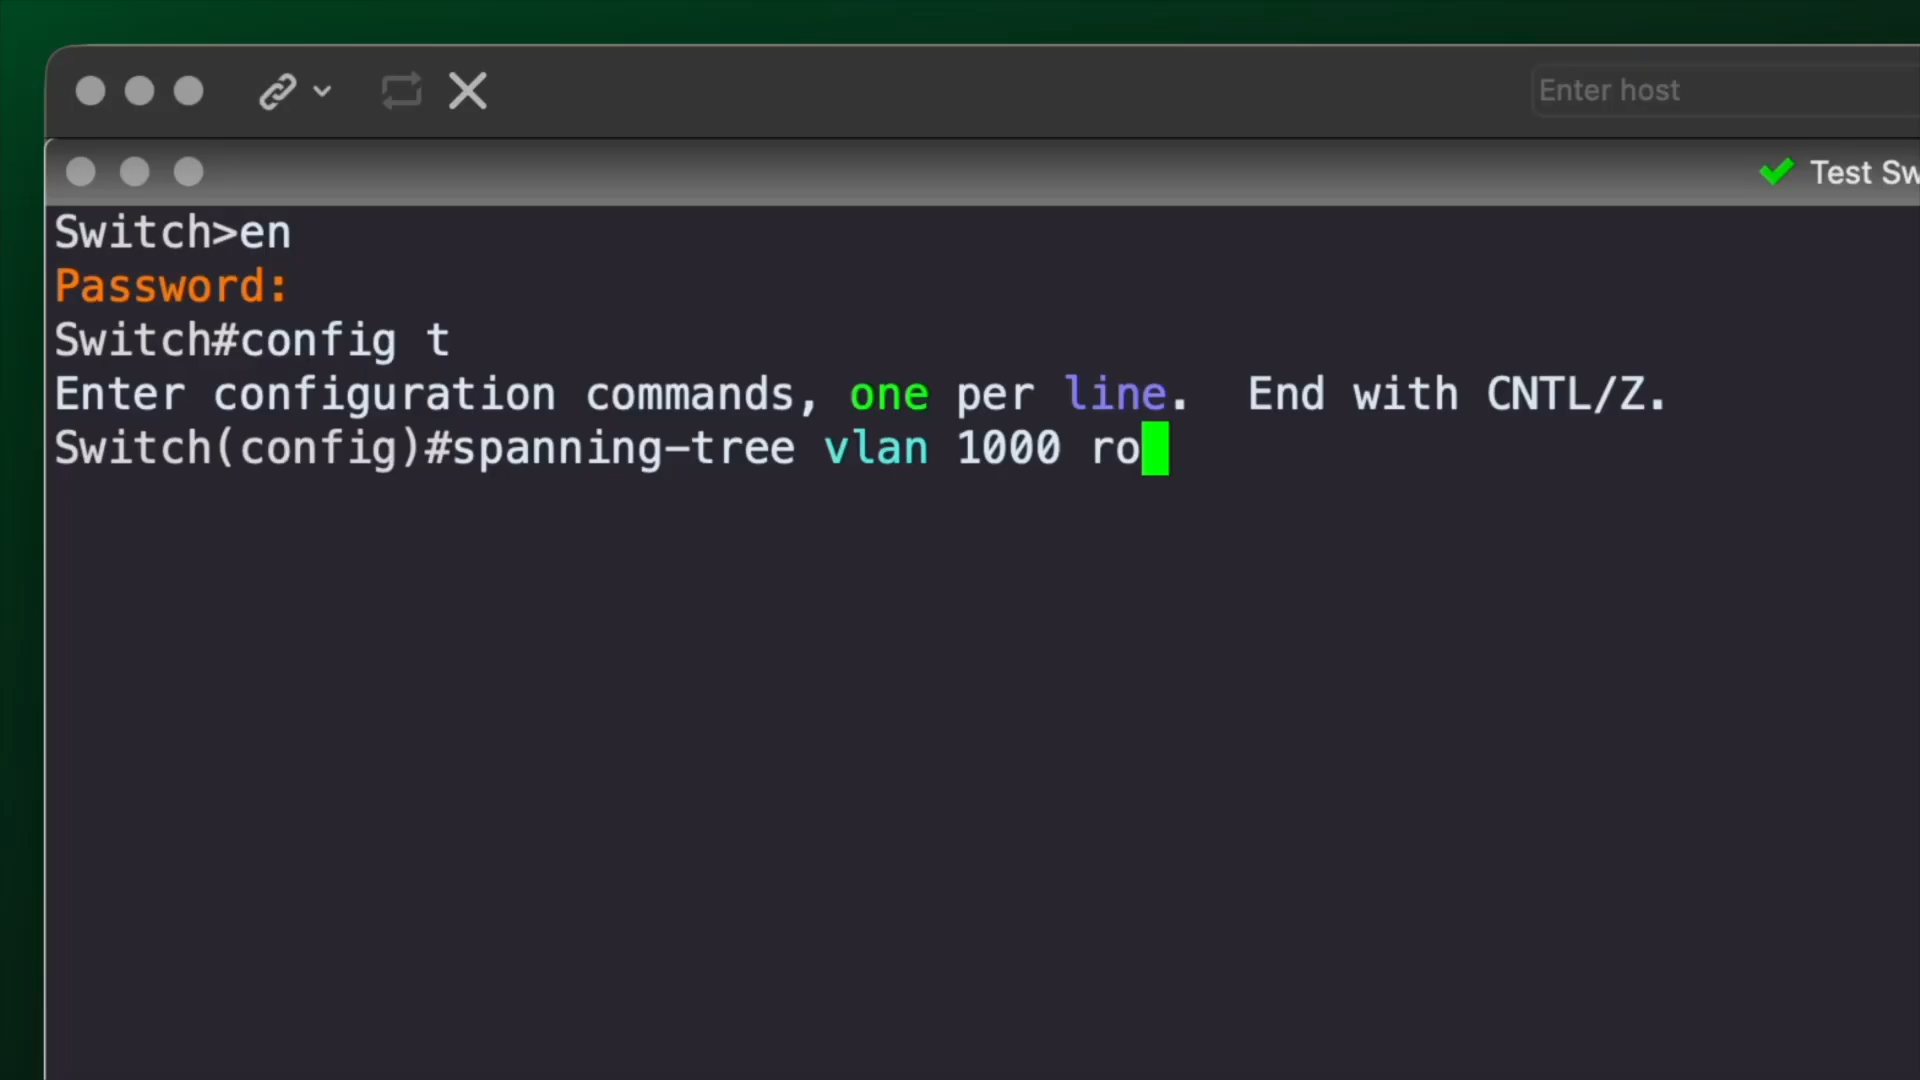 Enter host
Test Sw
Switch>en
Password:
Switch#config t
Enter configuration commands, one per line.  End with CNTL/Z.
Switch(config)#spanning-tree vlan 1000 ro